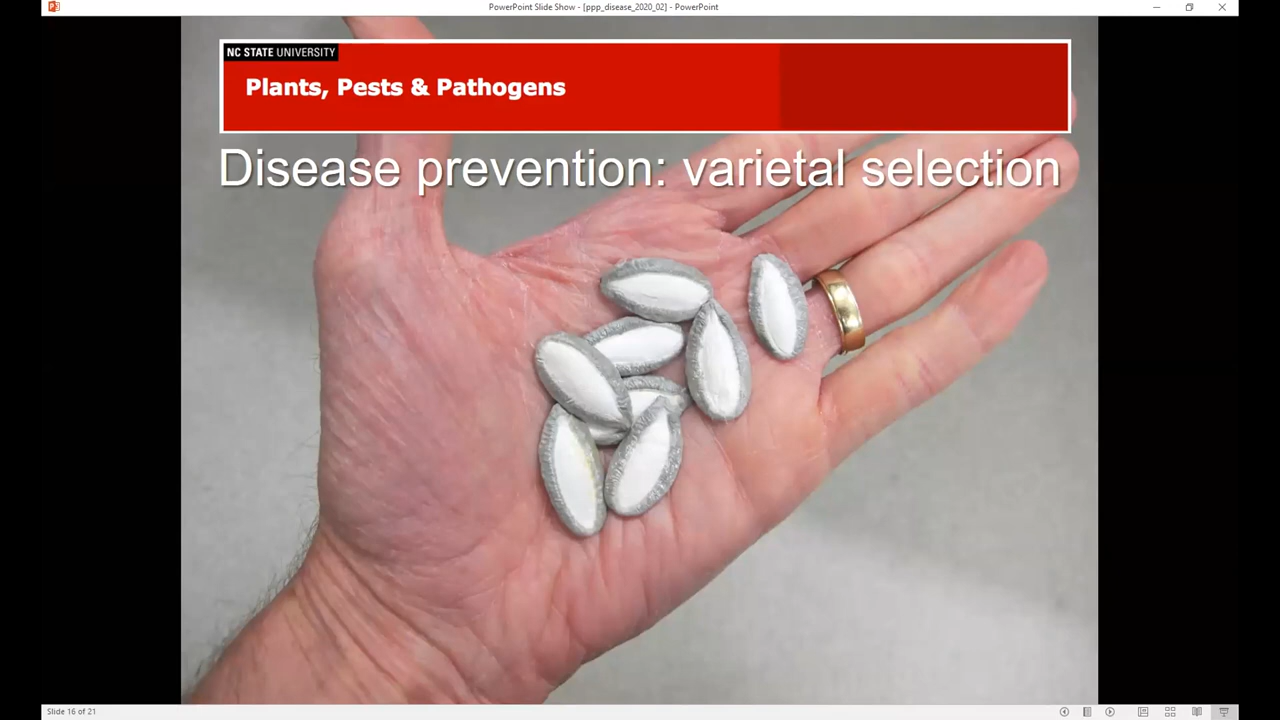 PowerPoint Slide Show - [ppp_disease_2020_02] - PowerPoint
NC STATE UNIVERSITY
Plants, Pests & Pathogens
Disease prevention: varietal selection
Slide 16 of 21